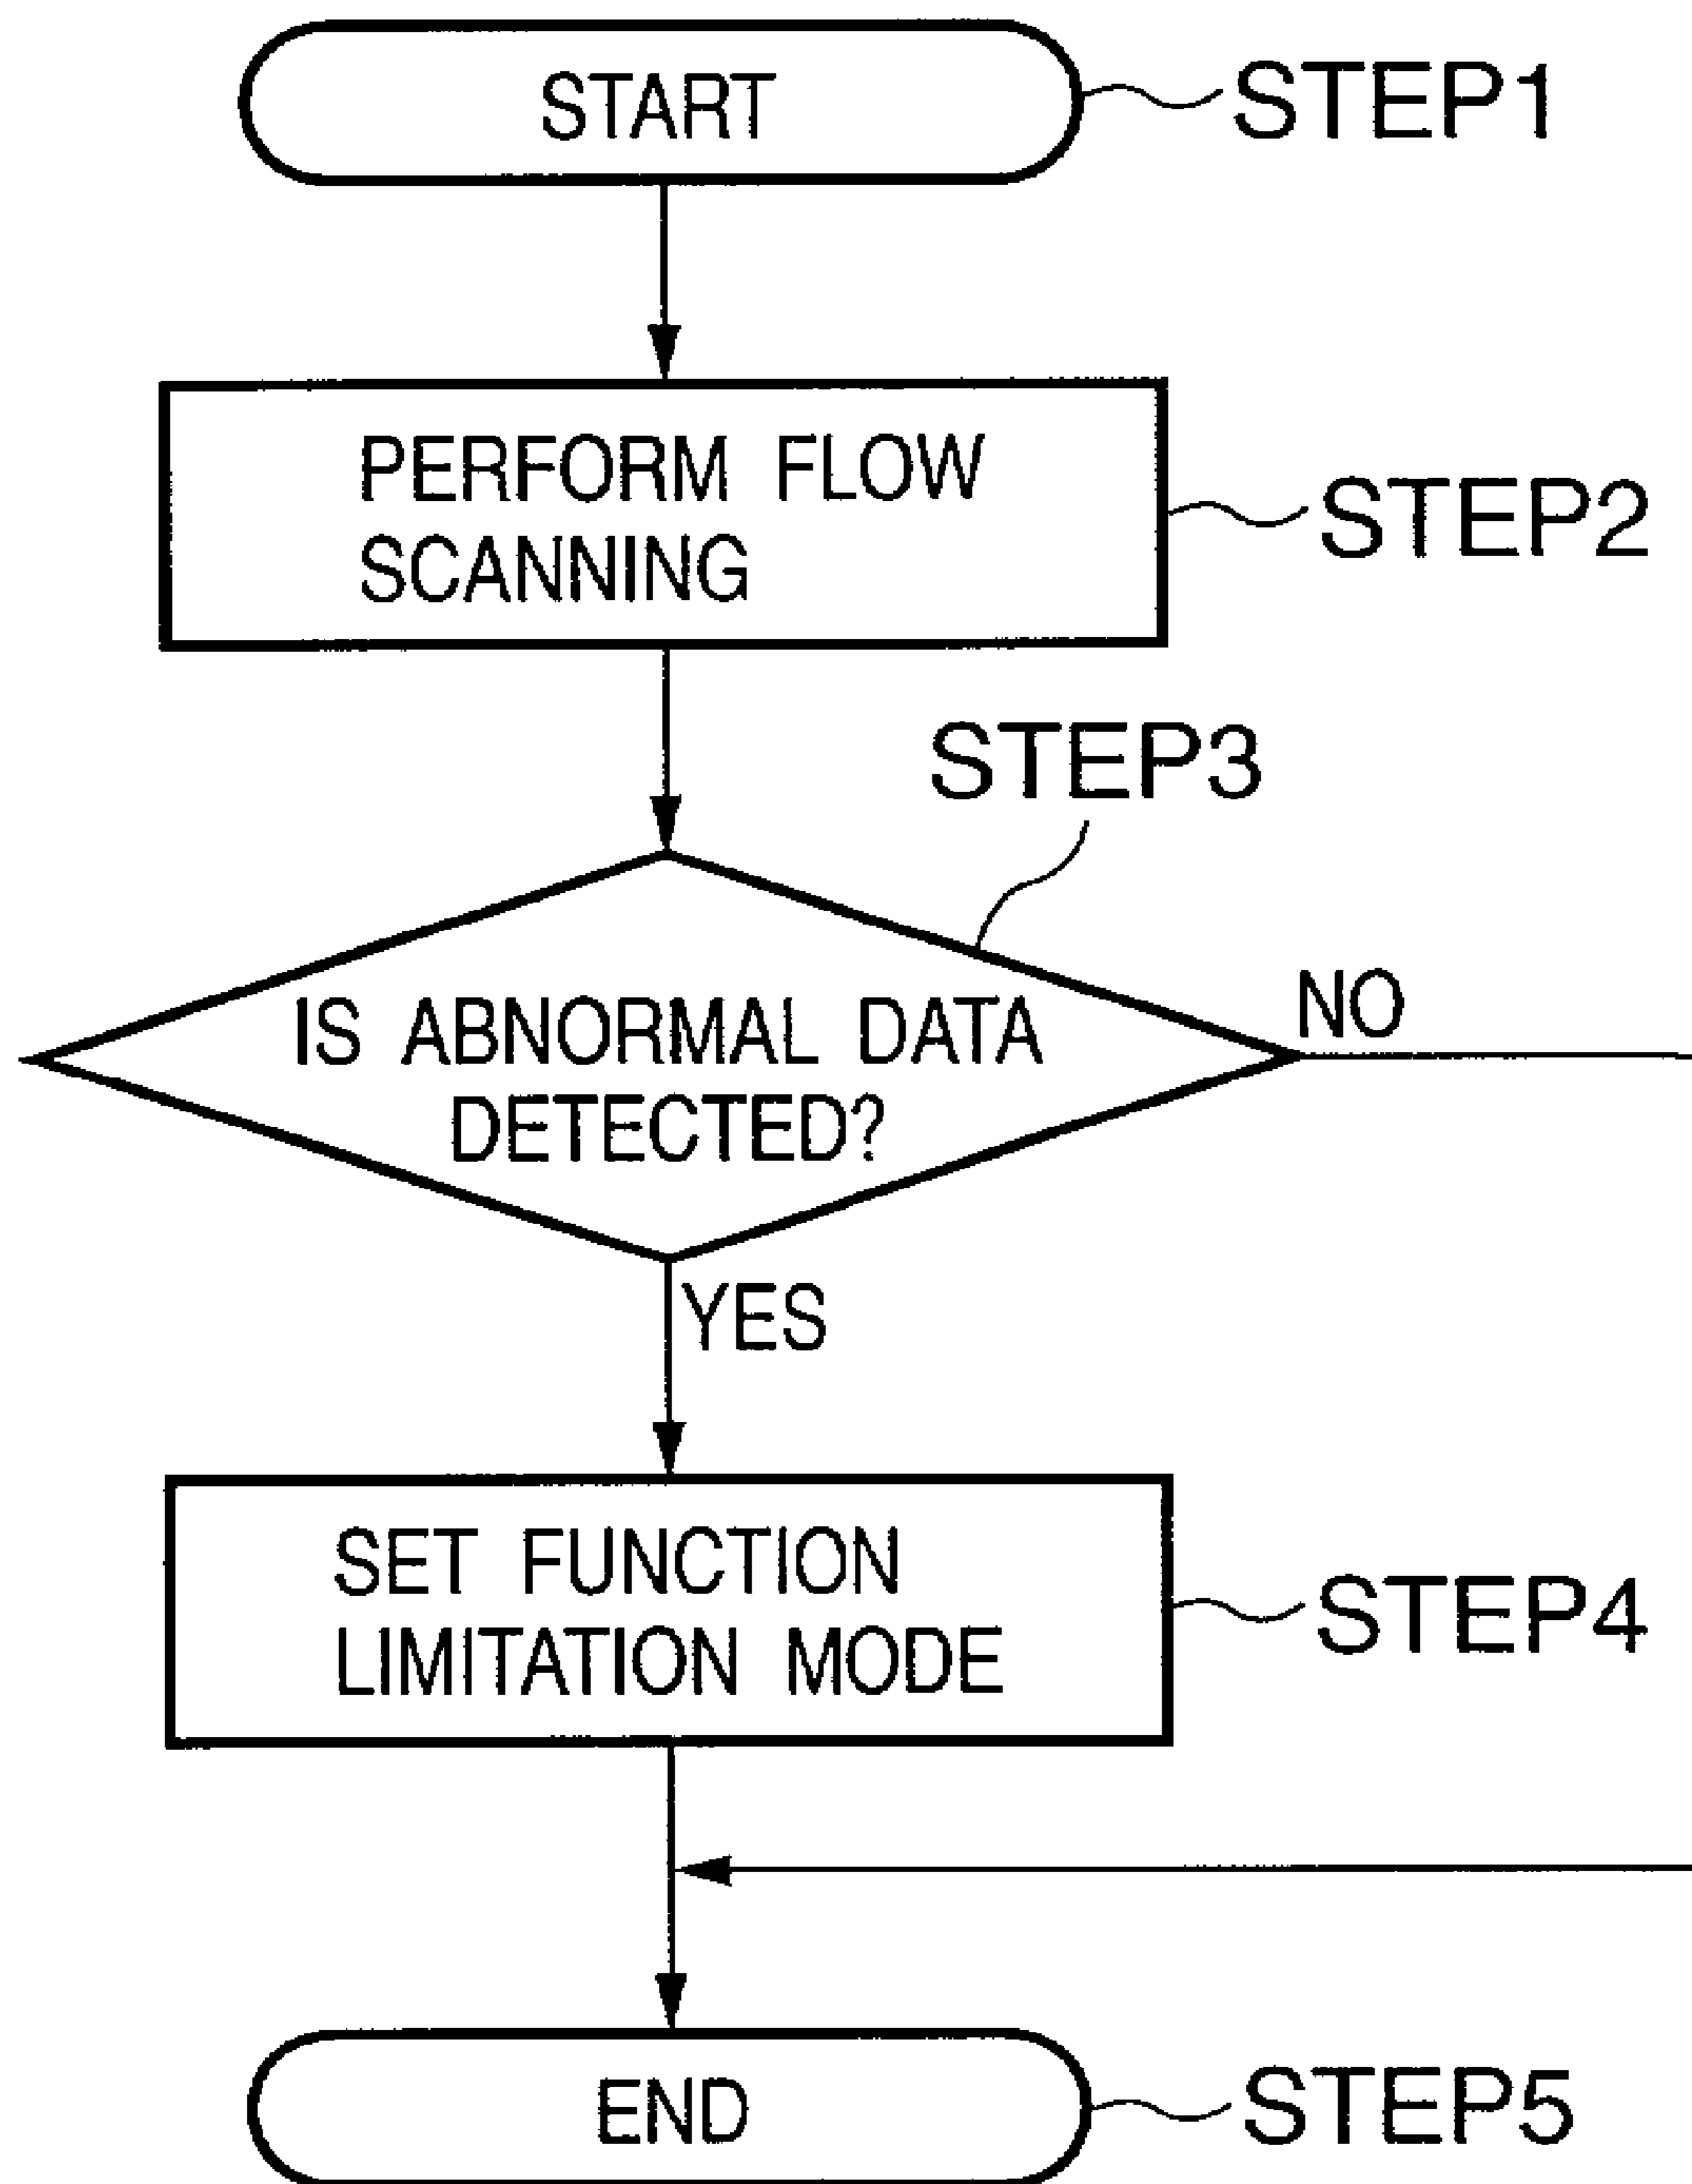 START
STEP1
PERFORM FLOW
SCANNING
STEP2
STEP3
IS ABNORMAL DATA
DETECTED?
NO
YES
SET FUNCTION
LIMITATION MODE
STEP4
END
STEP5